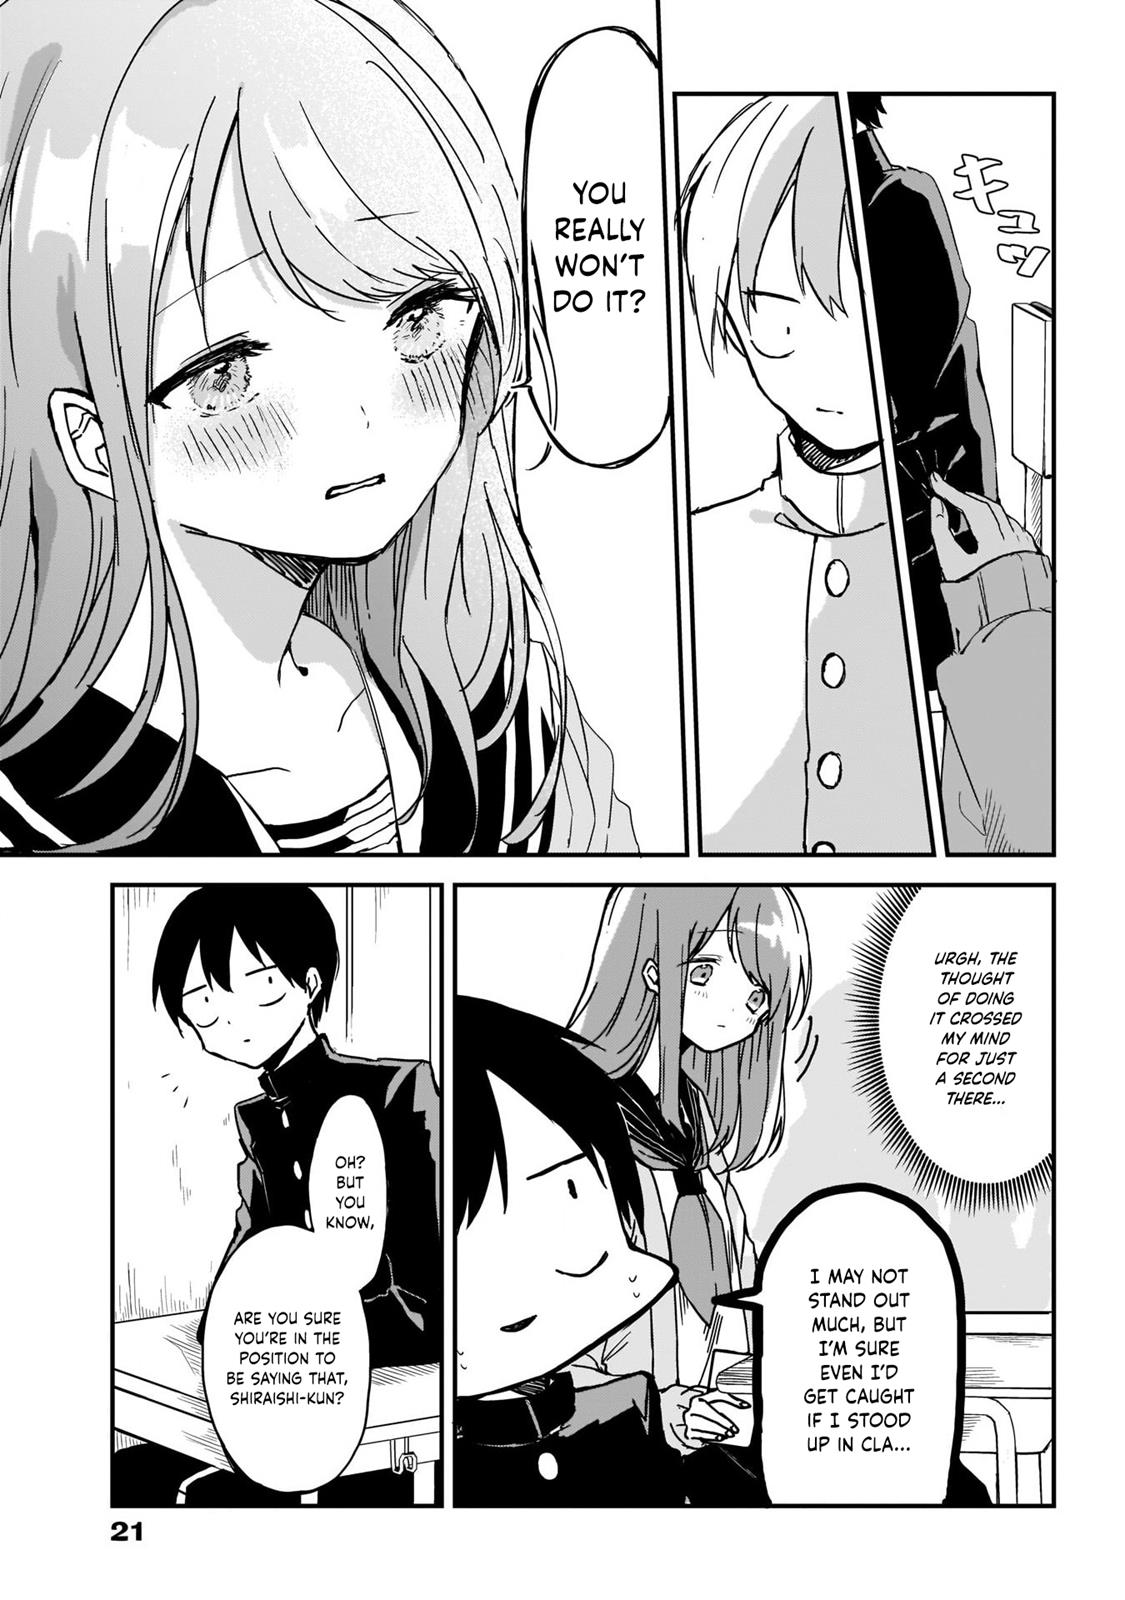 キュッ
YOU
REALLY
WON'T
DO IT?
URGH, THE
THOUGHT
OF DOING
IT CROSSED
MY MIND
FOR JUST
A SECOND
THERE...
I MAY NOT
STAND OUT
MUCH, BUT
I'M SURE
EVEN I'D
GET CAUGHT
IF I STOOD
UP IN CLA...
OH?
BUT
YOU
KNOW,
ARE YOU SURE
YOU'RE IN THE
POSITION TO
BE SAYING THAT,
SHIRAISHI-KUN?
21